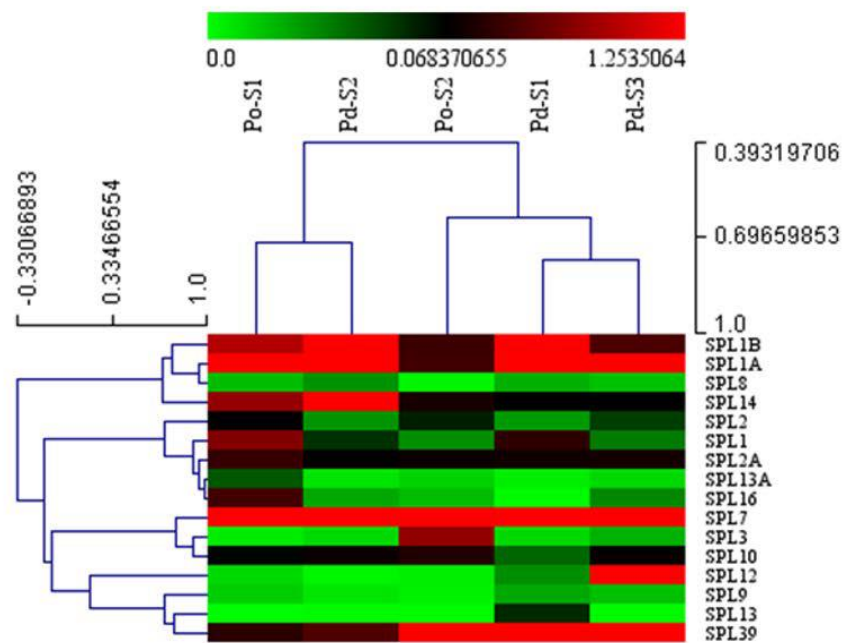 0.0 0.068370655 1.2535064
Po-S1 Pd-S2 Po-S2 Pd-S1 Pd-S3
0.39319706
0.69659853
1.0
-0.33066893 0.33466554 1.0
SPL1B
SPL1A
SPL8
SPL14
SPL2
SPL1
SPL2A
SPL13A
SPL16
SPL7
SPL3
SPL10
SPL12
SPL9
SPL13
SPL39